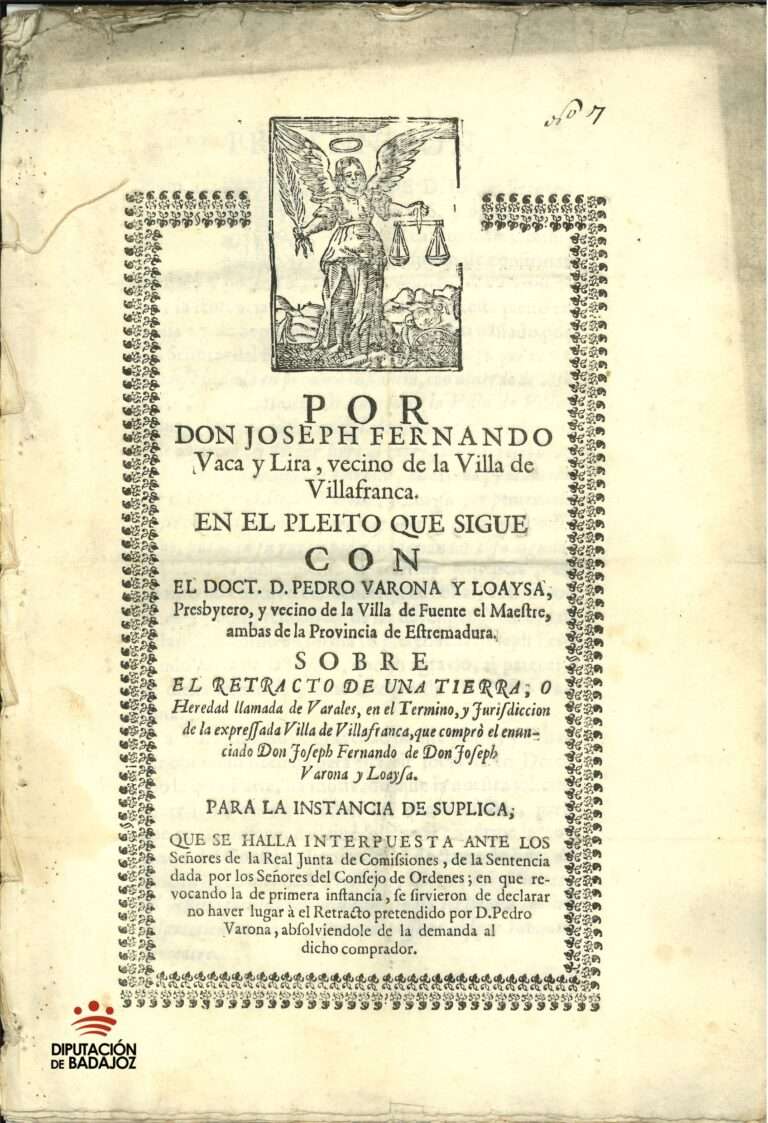 Nº 7
POR
DON JOSEPH FERNANDO
Vaca y Lira, vecino de la Villa de
Villafranca.
EN EL PLEITO QUE SIGUE
CON
EL DOCT. D. PEDRO VARONA Y LOAYSA,
Presbytero, y vecino de la Villa de Fuente el Maeſtre,
ambas de la Provincia de Eſtremadura.
SOBRE
EL RETRACTO DE UNA TIERRA, O
Heredad llamada de Varales, en el Termino, y Juriſdiccion
de la expreſſada Villa de Villafranca, que comprò el enun-
ciado Don Joſeph Fernando de Don Joſeph
Varona y Loayſa.
PARA LA INSTANCIA DE SUPLICA,
QUE SE HALLA INTERPUESTA ANTE LOS
Señores de la Real Junta de Comiſsiones, de la Sentencia
dada por los Señores del Conſejo de Ordenes; en que re-
vocando la de primera inſtancia, ſe ſirvieron de declarar
no haver lugar à el Retracto pretendido por D. Pedro
Varona, abſolviendole de la demanda al
dicho comprador.
DIPUTACIÓN
DE BADAJOZ